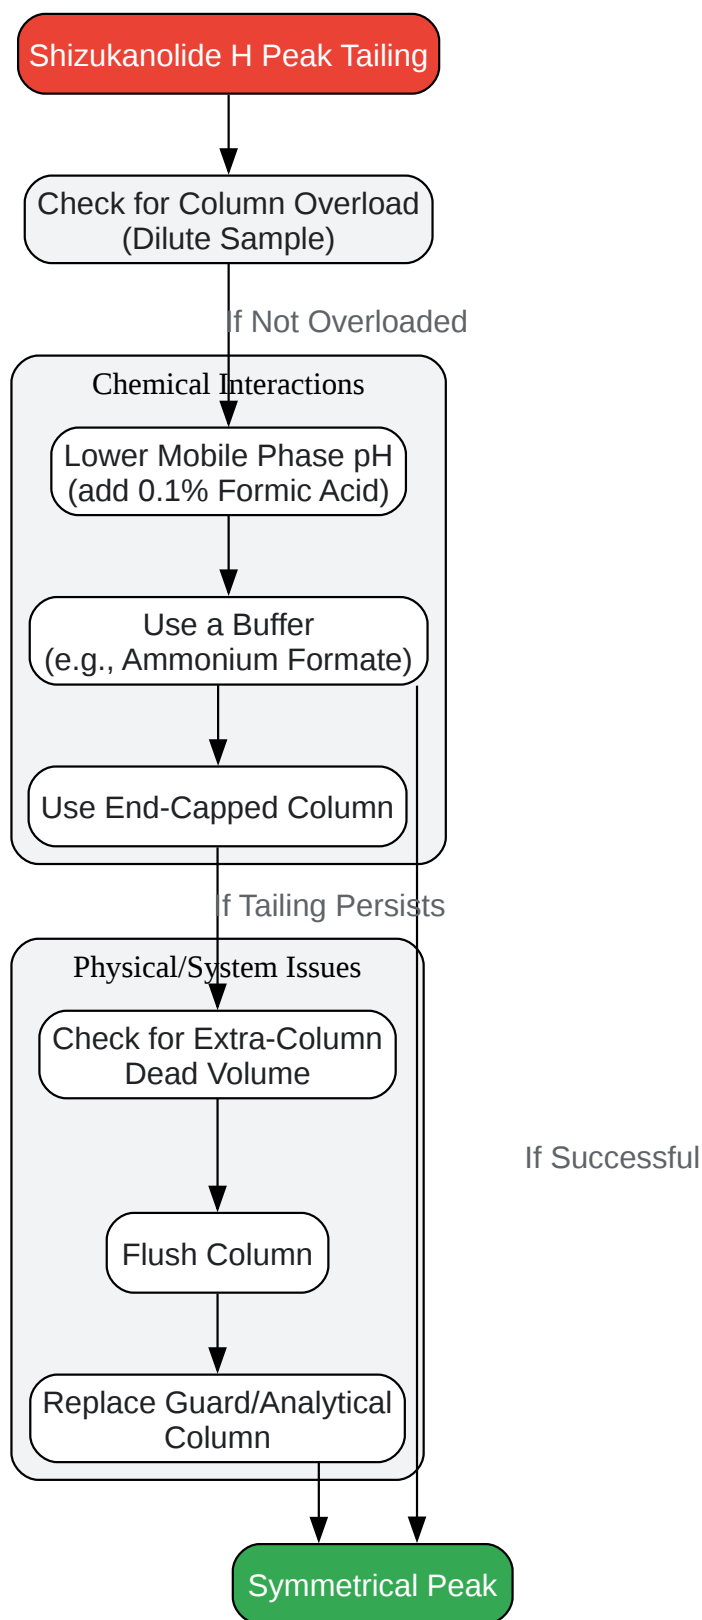 Shizukanolide H Peak Tailing
Check for Column Overload
(Dilute Sample)
If Not Overloaded
Chemical Interactions
Lower Mobile Phase pH
(add 0.1% Formic Acid)
Use a Buffer
(e.g., Ammonium Formate)
Use End-Capped Column
If Tailing Persists
Physical/System Issues
Check for Extra-Column
Dead Volume
If Successful
Flush Column
Replace Guard/Analytical
Column
Symmetrical Peak